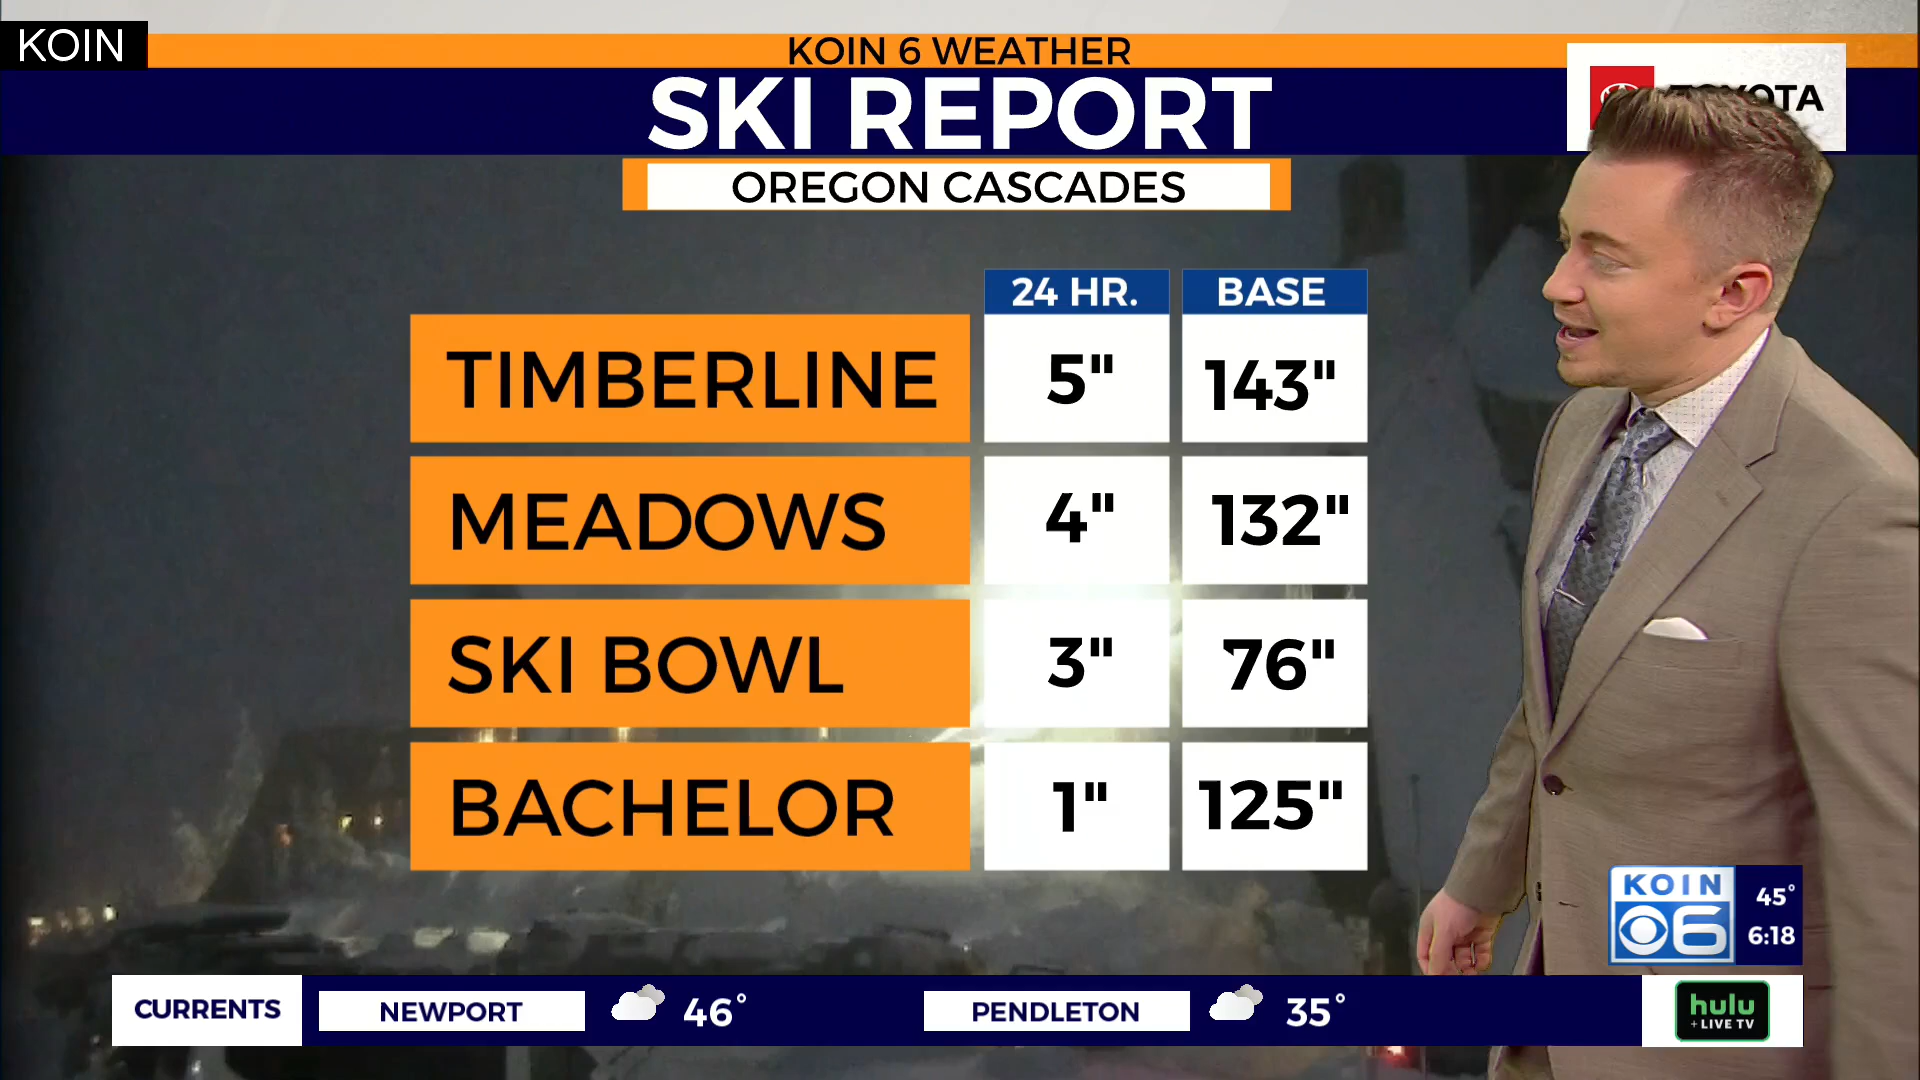 KOIN
KOIN 6 WEATHER
SKI REPORT
TOYOTA
OREGON CASCADES
24 HR. BASE
TIMBERLINE 5" 143"
MEADOWS 4" 132"
SKI BOWL 3" 76"
BACHELOR 1" 125"
KOIN 6
45°
6:18
CURRENTS NEWPORT 46° PENDLETON 35°
hulu
+ LIVE TV